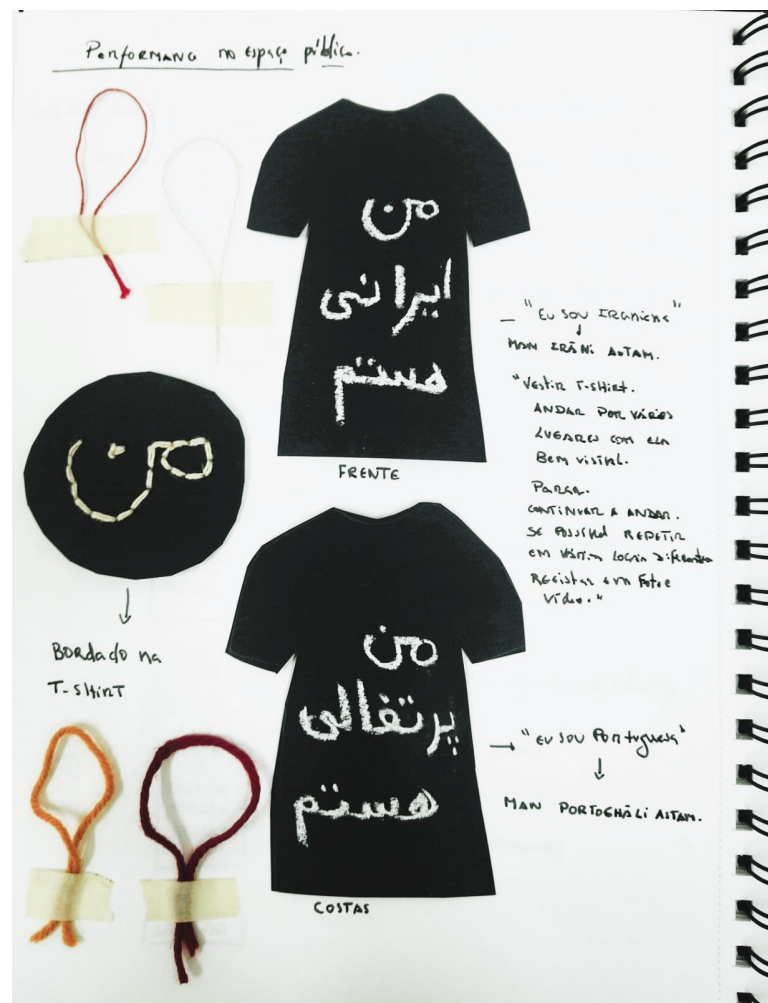 Performance no espaço público.
من
ایرانی
هستم
FRENTE
"Eu sou Iraniana"
MAN IRĀNi ASTAM.
"Vestir T-shirt.
ANDAR POR VÁRIOS
LUGARES COM ELA
Bem visível.
PARAR.
CONTINUAR A ANDAR.
SE POSSÍVEL REPETIR
EM VÁRIOS LOCAIS DIFERENTES
REGISTAR EM FOTO E
VÍDEO."
من
BORDADO na
T-SHIRT
من
پرتغالی
هستم
COSTAS
"EU SOU Portuguesa"
MAN PORTOGHĀLi ASTAM.